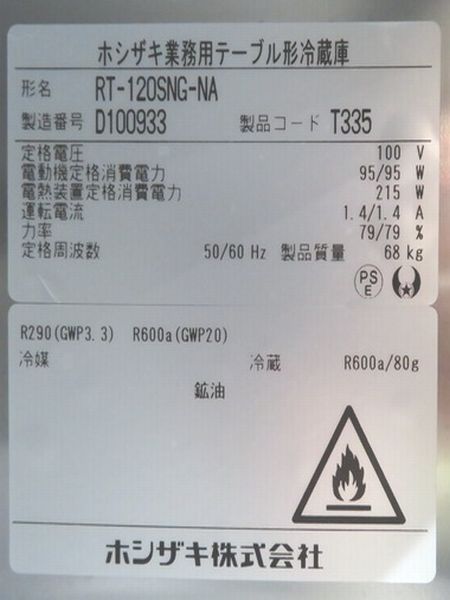 ホシザキ業務用テーブル形冷蔵庫
形名 RT-120SNG-NA
製造番号 D100933 製品コード T335
定格電圧 100 V
電動機定格消費電力 95/95 W
電熱装置定格消費電力 215 W
運転電流 1.4/1.4 A
力率 79/79 %
定格周波数 50/60 Hz 製品質量 68 kg
PS
E
R290(GWP3.3) R600a(GWP20)
冷媒 冷蔵 R600a/80g
鉱油
ホシザキ株式会社